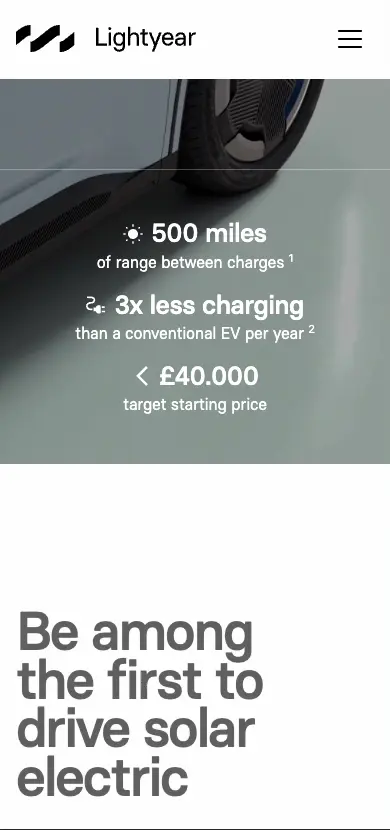 Lightyear
500 miles
of range between charges 1
3x less charging
than a conventional EV per year 2
< £40.000
target starting price
Be among
the first to
drive solar
electric